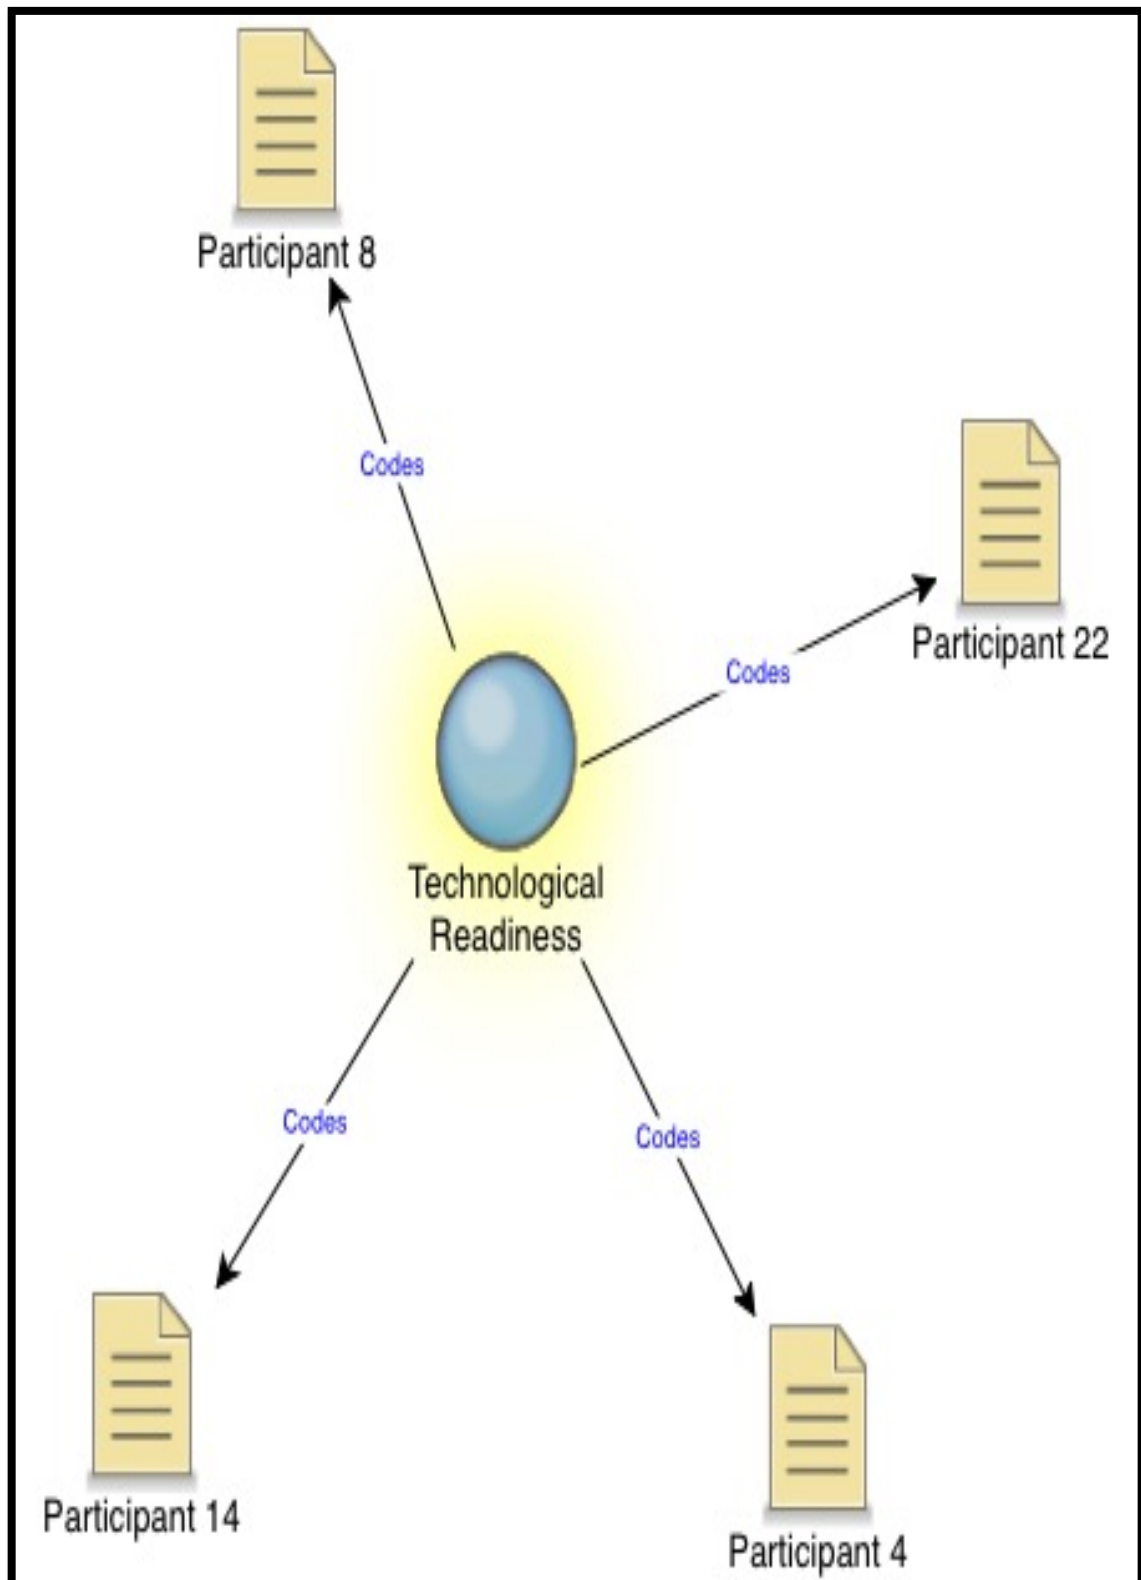 Participant 8
Codes
Participant 22
Codes
Technological
Readiness
Codes
Codes
Participant 14
Participant 4